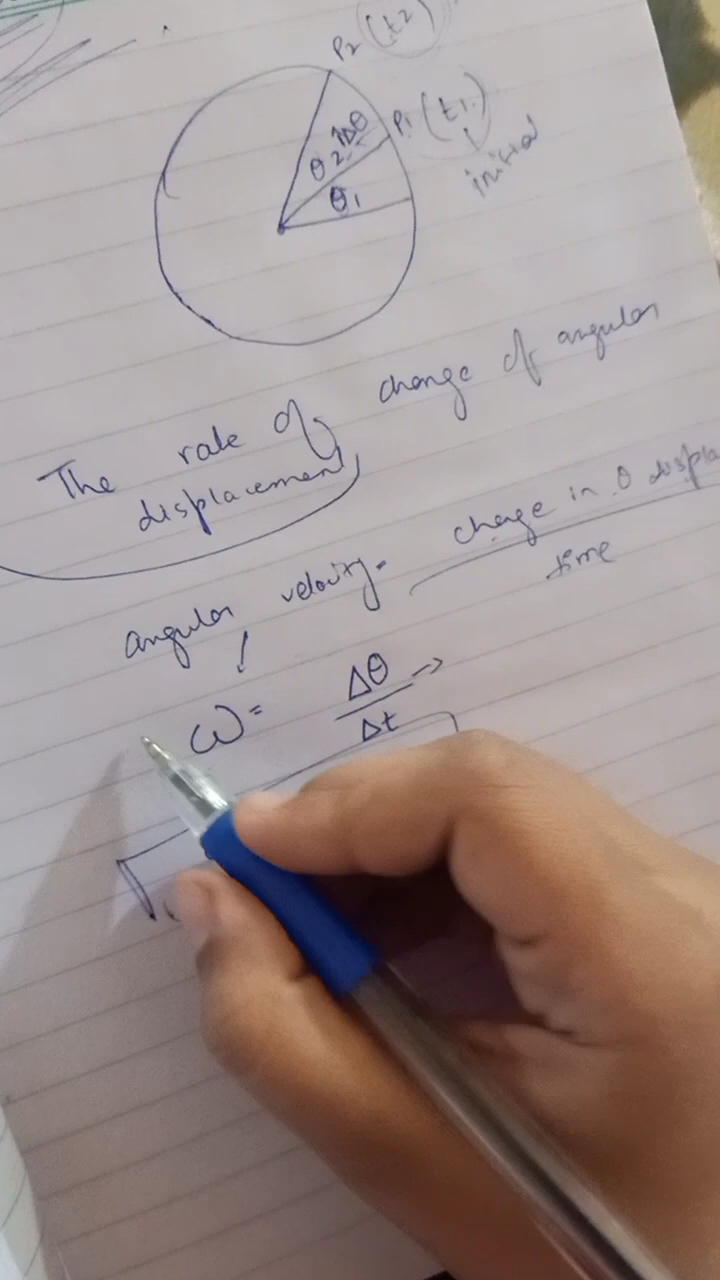 P2 (t2)
P1 (t1)
initial
θ2 Δθ
θ1
The rate of change of angular
displacement
angular velocity = change in θ displa
time
ω = Δθ →
Δt